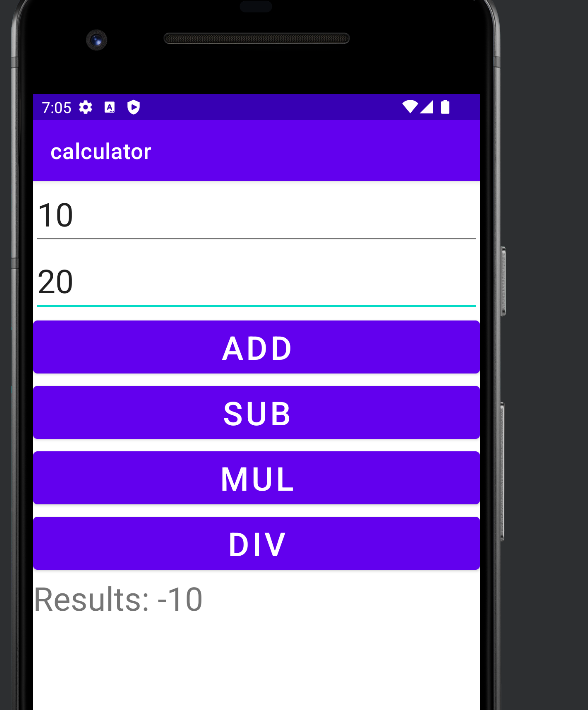 7:05
calculator
10
20
ADD
SUB
MUL
DIV
Results: -10